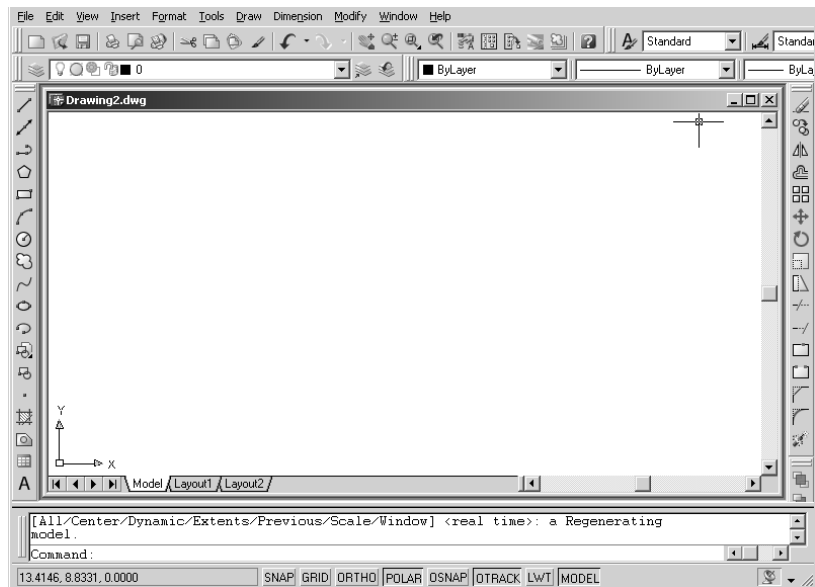 File Edit View Insert Format Tools Draw Dimension Modify Window Help
Standard Standa
0 ByLayer ByLayer ByLa
Drawing2.dwg
Y
X
Model Layout1 Layout2
A
[All/Center/Dynamic/Extents/Previous/Scale/Window] <real time>: a Regenerating
model.
Command:
13.4146, 8.8331, 0.0000 SNAP GRID ORTHO POLAR OSNAP OTRACK LWT MODEL